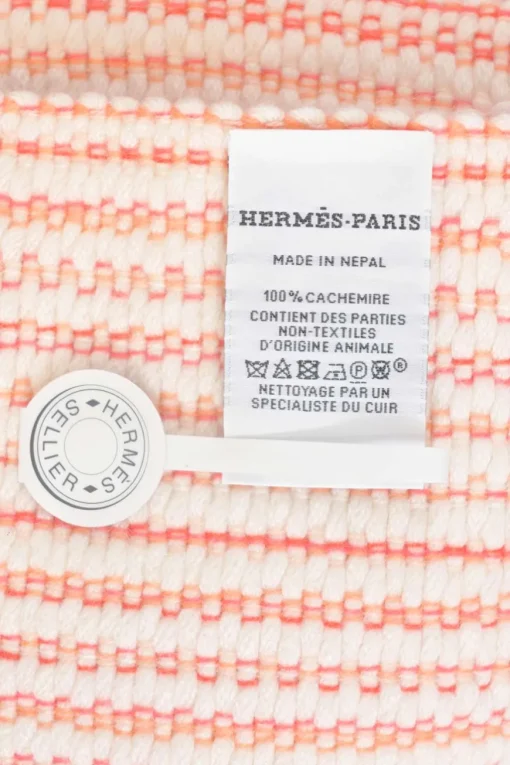 HERMÈS-PARIS
MADE IN NEPAL
100% CACHEMIRE
CONTIENT DES PARTIES
NON-TEXTILES
D'ORIGINE ANIMALE
®
NETTOYAGE PAR UN
SPECIALISTE DU CUIR
HERMÈS
SELLIER